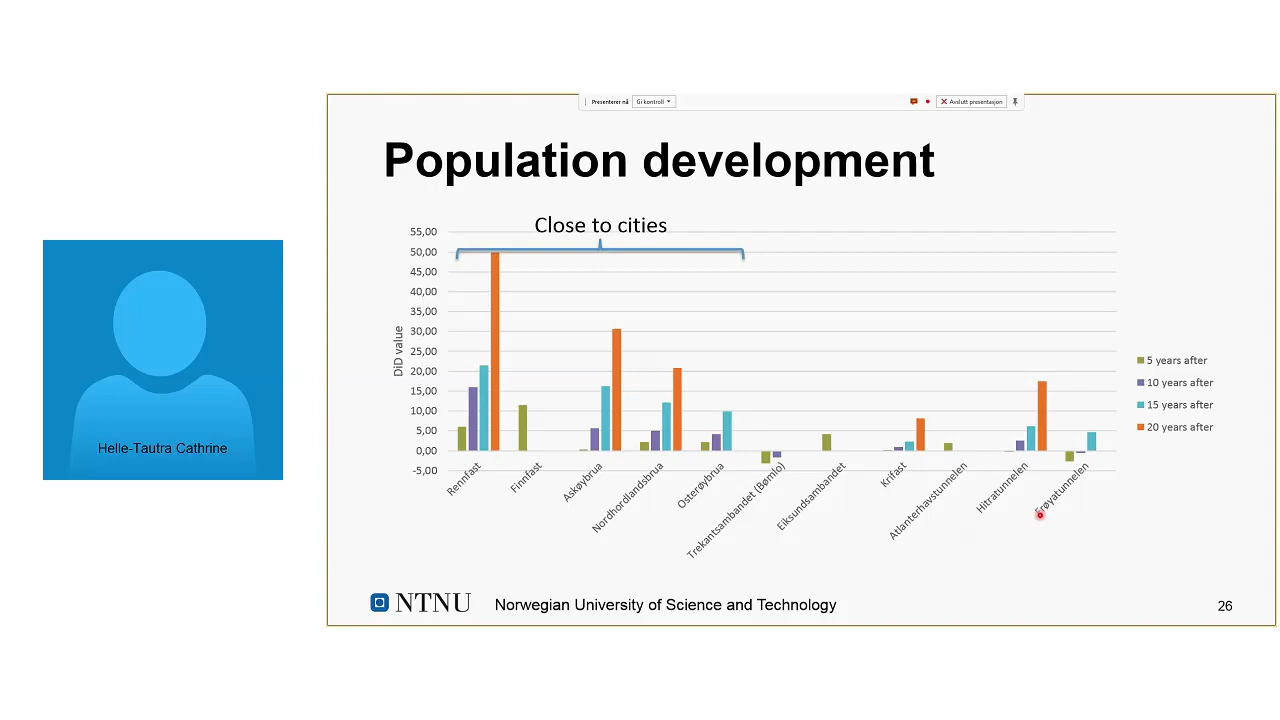 Presenterer nå
Gi kontroll
Avslutt presentasjon
Population development
Close to cities
55,00
50,00
45,00
40,00
35,00
30,00
25,00
20,00
15,00
10,00
5,00
0,00
-5,00
DiD value
Rennfast
Finnfast
Askøybrua
Nordhordlandsbrua
Osterøybrua
Trekantsambandet (Bømlo)
Eiksundsambandet
Krifast
Atlanterhavstunnelen
Hitratunnelen
Frøyatunnelen
5 years after
10 years after
15 years after
20 years after
Helle-Tautra Cathrine
NTNU
Norwegian University of Science and Technology
26